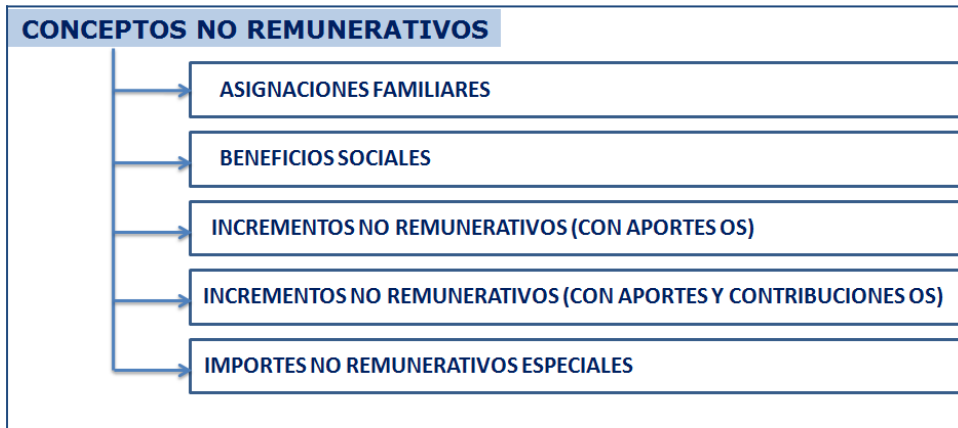 CONCEPTOS NO REMUNERATIVOS
ASIGNACIONES FAMILIARES
BENEFICIOS SOCIALES
INCREMENTOS NO REMUNERATIVOS (CON APORTES OS)
INCREMENTOS NO REMUNERATIVOS (CON APORTES Y CONTRIBUCIONES OS)
IMPORTES NO REMUNERATIVOS ESPECIALES